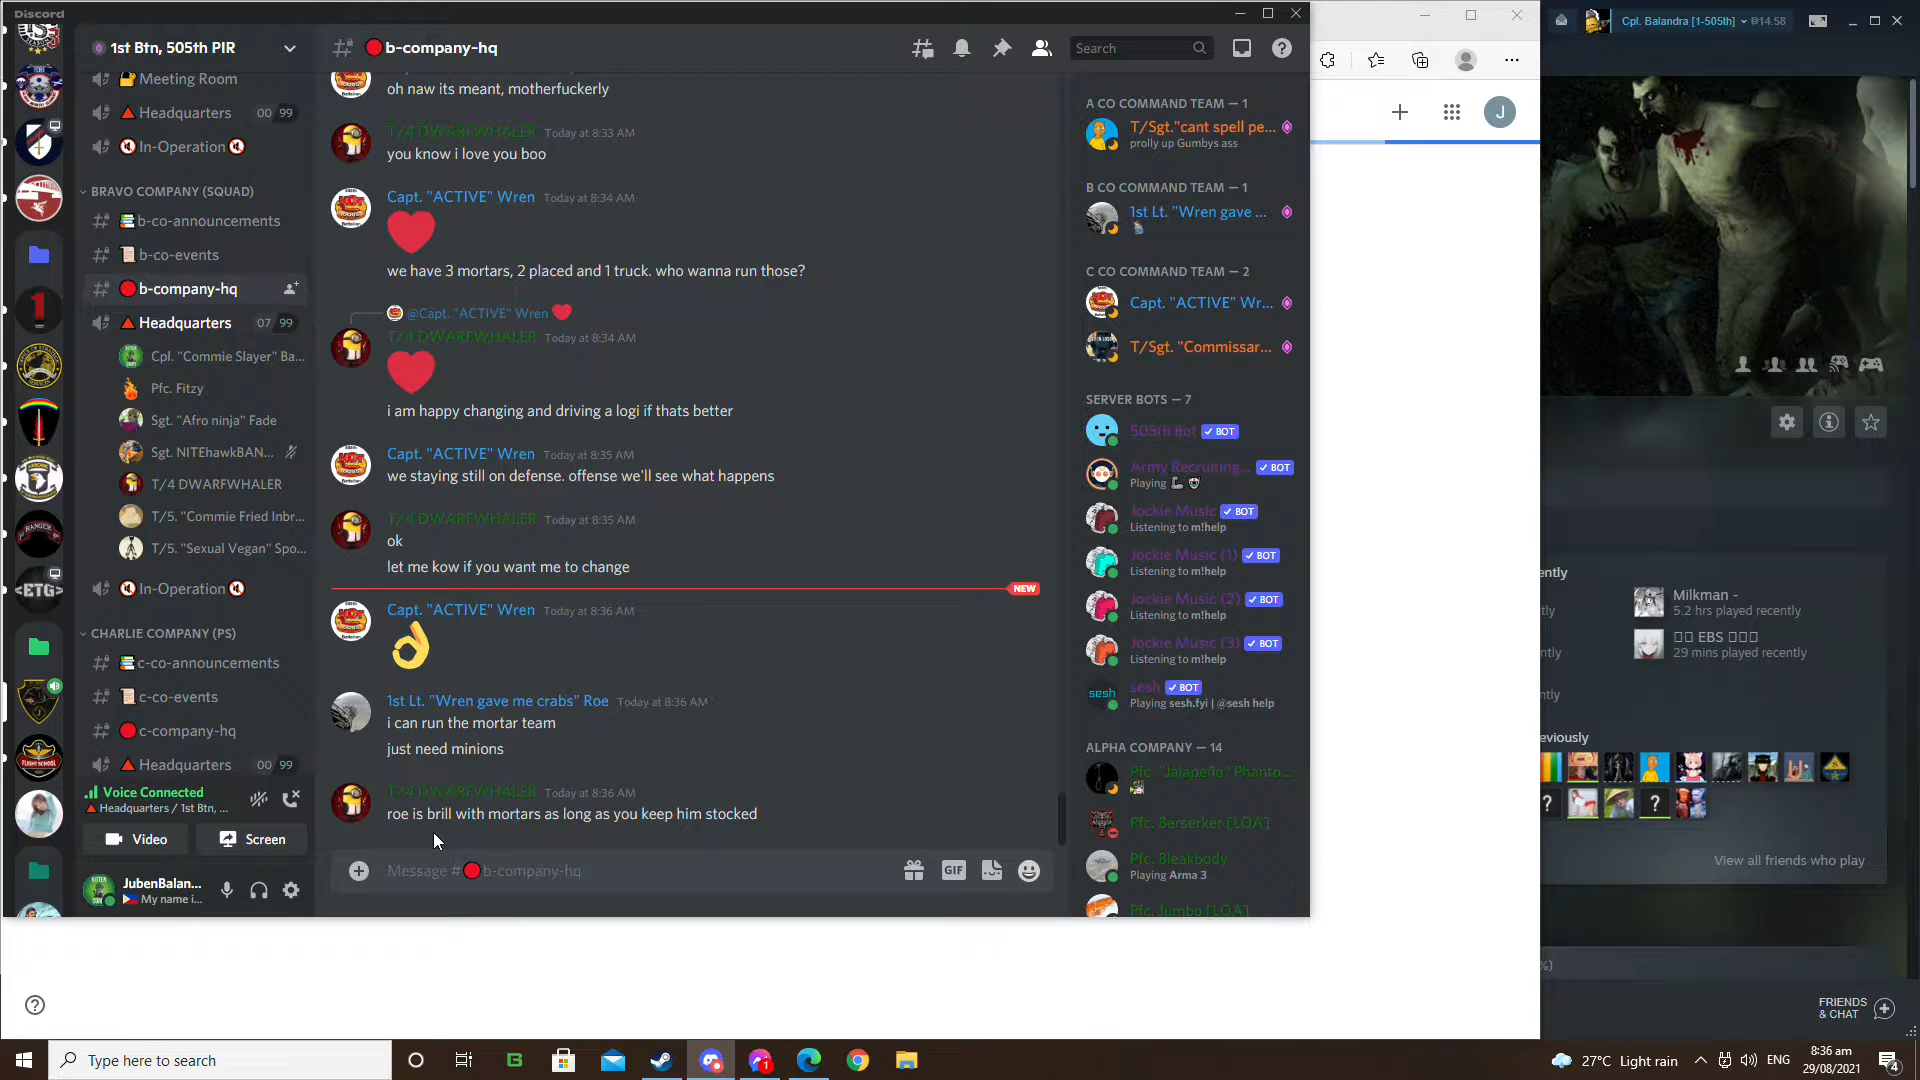 Discord
1st Btn, 505th PIR
Meeting Room
Headquarters 00 99
In-Operation
BRAVO COMPANY (SQUAD)
b-co-announcements
b-co-events
b-company-hq
Headquarters 07 99
Cpl. "Commie Slayer" Ba...
Pfc. Fitzy
Sgt. "Afro ninja" Fade
Sgt. NITEhawkBAN...
T/4 DWARFWHALER
T/5. "Commie Fried Inbr...
T/5. "Sexual Vegan" Spo...
In-Operation
CHARLIE COMPANY (PS)
c-co-announcements
c-co-events
c-company-hq
Headquarters 00 99
Voice Connected
Headquarters / 1st Btn, ...
Video Screen
JubenBalan...
My name i...
RANGER
<ETG>
FLIGHT SCHOOL
b-company-hq
Search
oh naw its meant, motherfuckerly
T/4 DWARFWHALER Today at 8:33 AM
you know i love you boo
Capt. "ACTIVE" Wren Today at 8:34 AM
we have 3 mortars, 2 placed and 1 truck. who wanna run those?
@Capt. "ACTIVE" Wren
T/4 DWARFWHALER Today at 8:34 AM
i am happy changing and driving a logi if thats better
Capt. "ACTIVE" Wren Today at 8:35 AM
we staying still on defense. offense we'll see what happens
T/4 DWARFWHALER Today at 8:35 AM
ok
let me kow if you want me to change
NEW
Capt. "ACTIVE" Wren Today at 8:36 AM
1st Lt. "Wren gave me crabs" Roe Today at 8:36 AM
i can run the mortar team
just need minions
T/4 DWARFWHALER Today at 8:36 AM
roe is brill with mortars as long as you keep him stocked
Message # b-company-hq
GIF
A CO COMMAND TEAM — 1
T/Sgt."cant spell pe...
prolly up Gumbys ass
B CO COMMAND TEAM — 1
1st Lt. "Wren gave ...
C CO COMMAND TEAM — 2
Capt. "ACTIVE" Wr...
T/Sgt. "Commissar...
SERVER BOTS — 7
505th Bot BOT
Army Recruiting... BOT
Playing
Jockie Music BOT
Listening to m!help
Jockie Music (1) BOT
Listening to m!help
Jockie Music (2) BOT
Listening to m!help
Jockie Music (3) BOT
Listening to m!help
sesh
sesh BOT
Playing sesh.fyi | @sesh help
ALPHA COMPANY — 14
Pfc. "Jalapeño" Phanto...
Pfc. Berserker [LOA]
Pfc. Bleakbody
Playing Arma 3
Pfc. Jumbo [LOA]
J
Cpl. Balandra [1-505th] ₱14.58
ently
Milkman -
5.2 hrs played recently
EBS
29 mins played recently
eviously
View all friends who play
%)
FRIENDS
& CHAT
Type here to search
1
27°C Light rain
ENG
8:36 am
29/08/2021
4